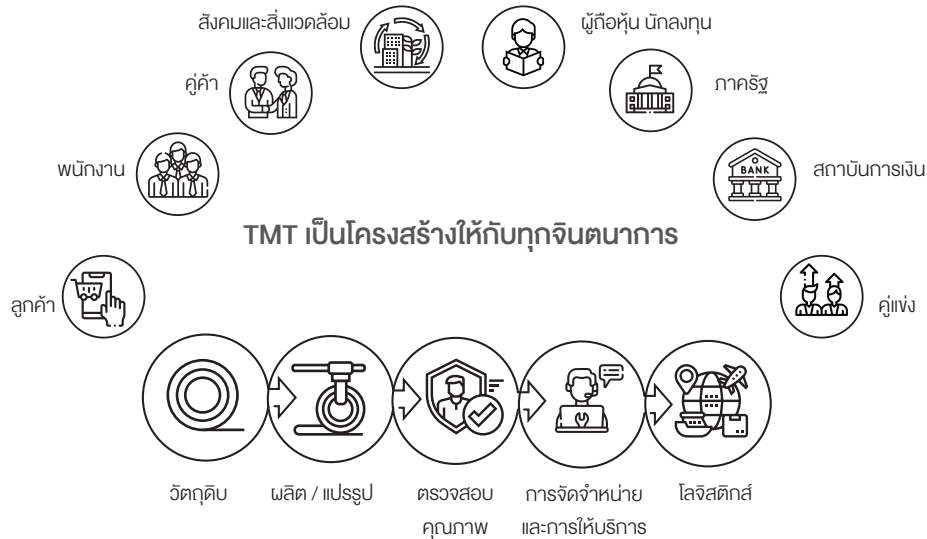 สังคมและสิ่งแวดล้อม
ผู้ถือหุ้น นักลงทุน
คู่ค้า
ภาครัฐ
พนักงาน
BANK
สถาบันการเงิน
TMT เป็นโครงสร้างให้กับทุกจินตนาการ
ลูกค้า
คู่แข่ง
วัตถุดิบ
ผลิต / แปรรูป
ตรวจสอบ
คุณภาพ
การจัดจำหน่าย
และการให้บริการ
โลจิสติกส์